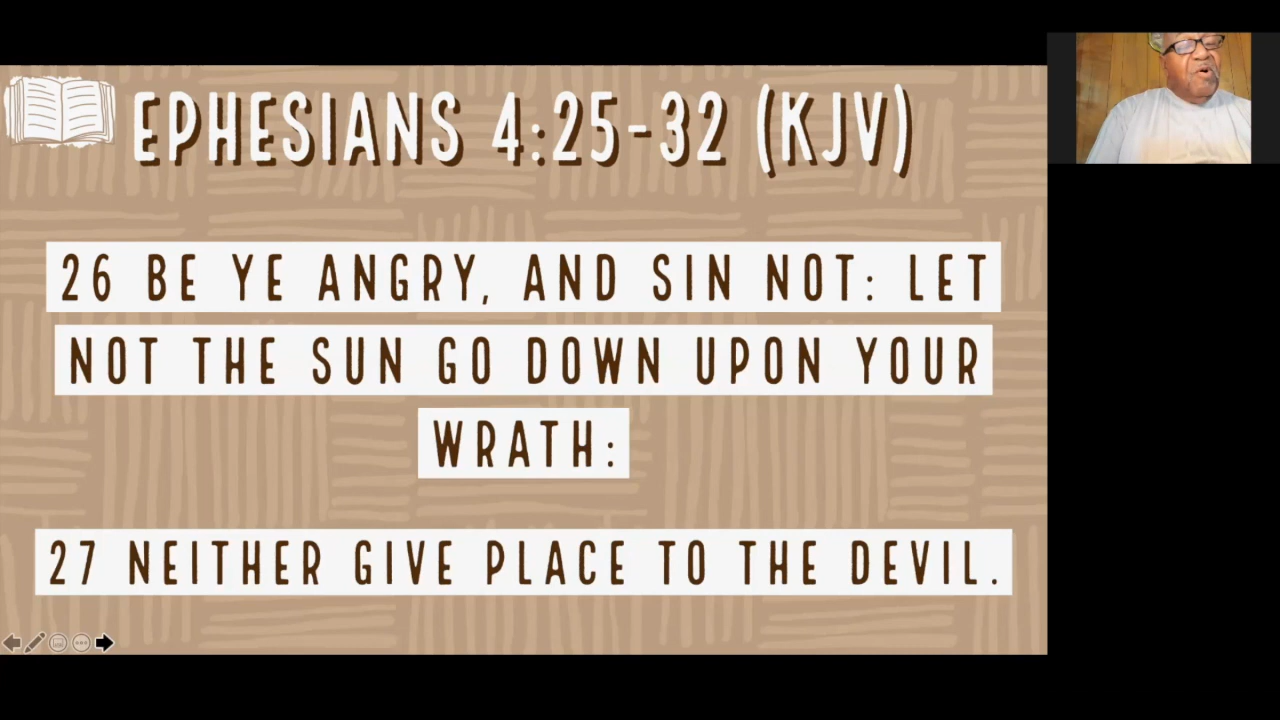 EPHESIANS 4:25-32 (KJV)
26 BE YE ANGRY, AND SIN NOT: LET
NOT THE SUN GO DOWN UPON YOUR
WRATH:
27 NEITHER GIVE PLACE TO THE DEVIL.